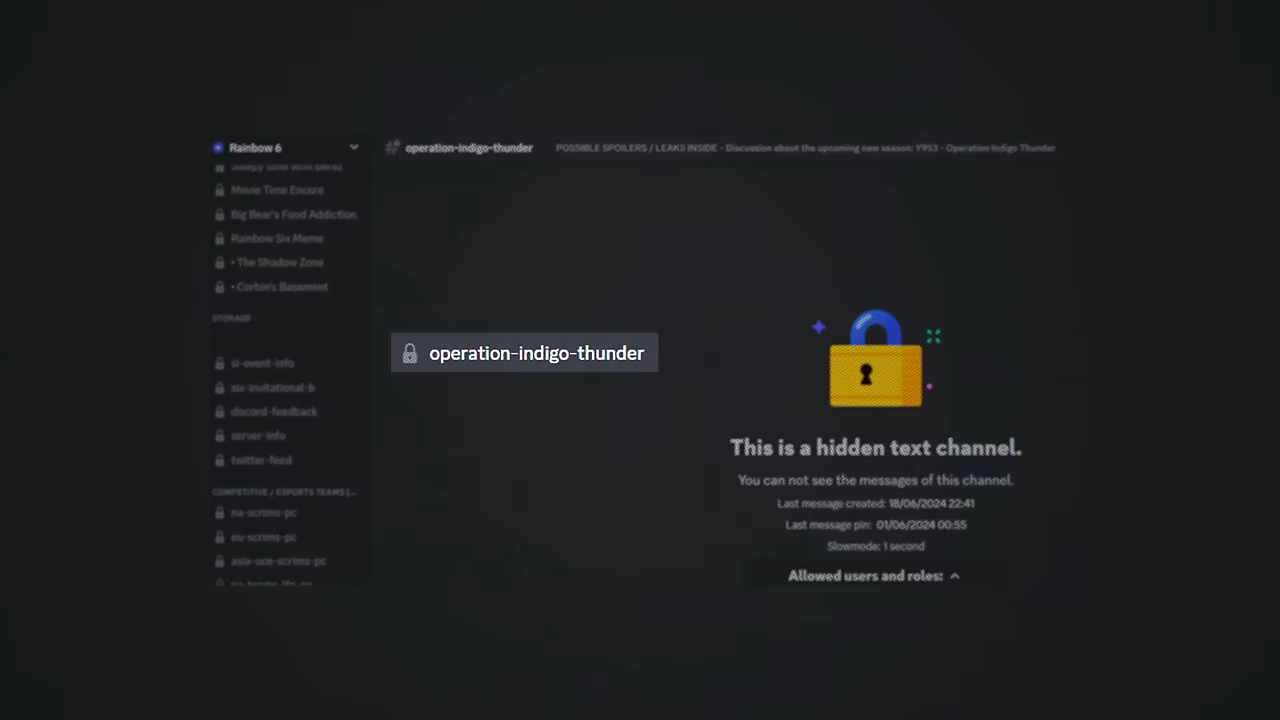 Rainbow 6
operation-indigo-thunder
POSSIBLE SPOILERS / LEAKS INSIDE - Discussion about the upcoming new season: Y9S3 - Operation Indigo Thunder
Movie Time Encore
Big Bear's Food Addiction
Rainbow Six Meme
• The Shadow Zone
• Corbin's Basement
STORAGE
si-event-info
six-invitational-b
discord-feedback
server-info
twitter-feed
COMPETITIVE / ESPORTS TEAMS |...
na-scrims-pc
eu-scrims-pc
asia-oce-scrims-pc
operation-indigo-thunder
This is a hidden text channel.
You can not see the messages of this channel.
Last message created: 18/06/2024 22:41
Last message pin: 01/06/2024 00:55
Slowmode: 1 second
Allowed users and roles: